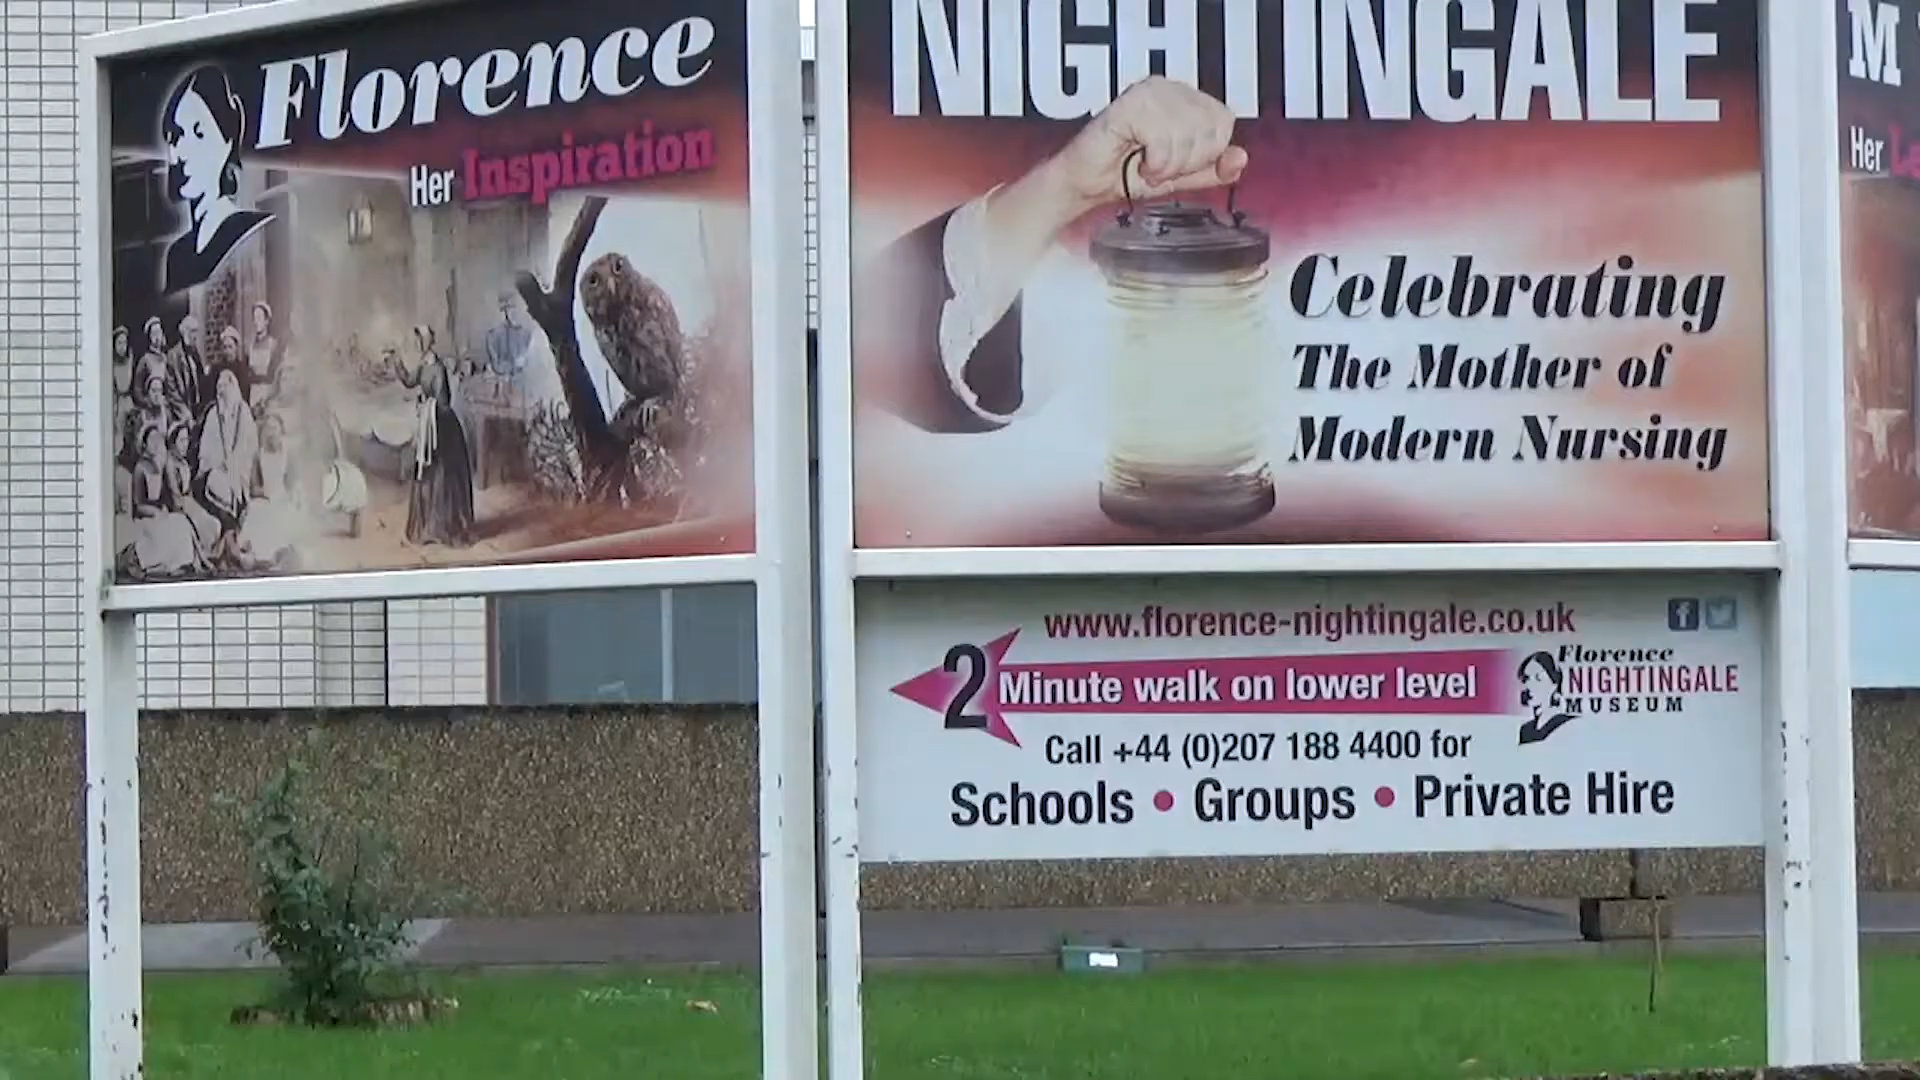 Florence
Her Inspiration
NIGHTINGALE
Celebrating
The Mother of
Modern Nursing
www.florence-nightingale.co.uk
2 Minute walk on lower level
Florence
NIGHTINGALE
MUSEUM
Call +44 (0)207 188 4400 for
Schools • Groups • Private Hire
M
Her